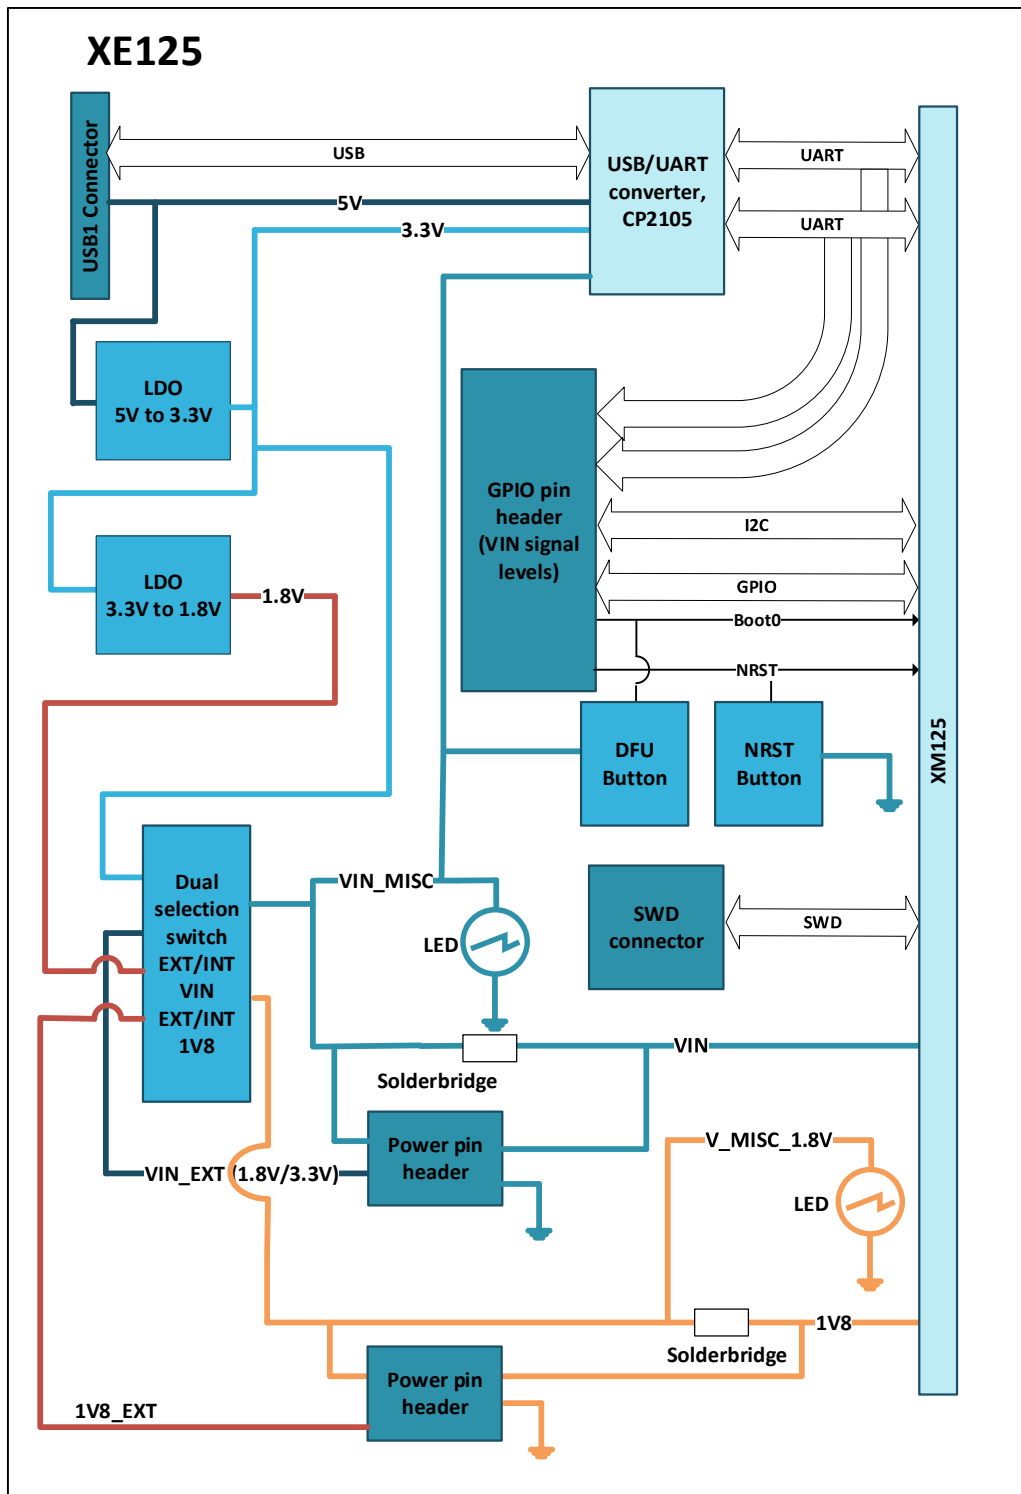 XE125
USB1 Connector
USB
USB/UART
converter,
CP2105
UART
UART
5V
3.3V
LDO
5V to 3.3V
GPIO pin
header
(VIN signal
levels)
I2C
GPIO
Boot0
NRST
LDO
3.3V to 1.8V
1.8V
DFU
Button
NRST
Button
XM125
Dual
selection
switch
EXT/INT
VIN
EXT/INT
1V8
VIN_MISC
LED
SWD
connector
SWD
VIN
Solderbridge
Power pin
header
VIN_EXT (1.8V/3.3V)
V_MISC_1.8V
LED
1V8
Solderbridge
Power pin
header
1V8_EXT